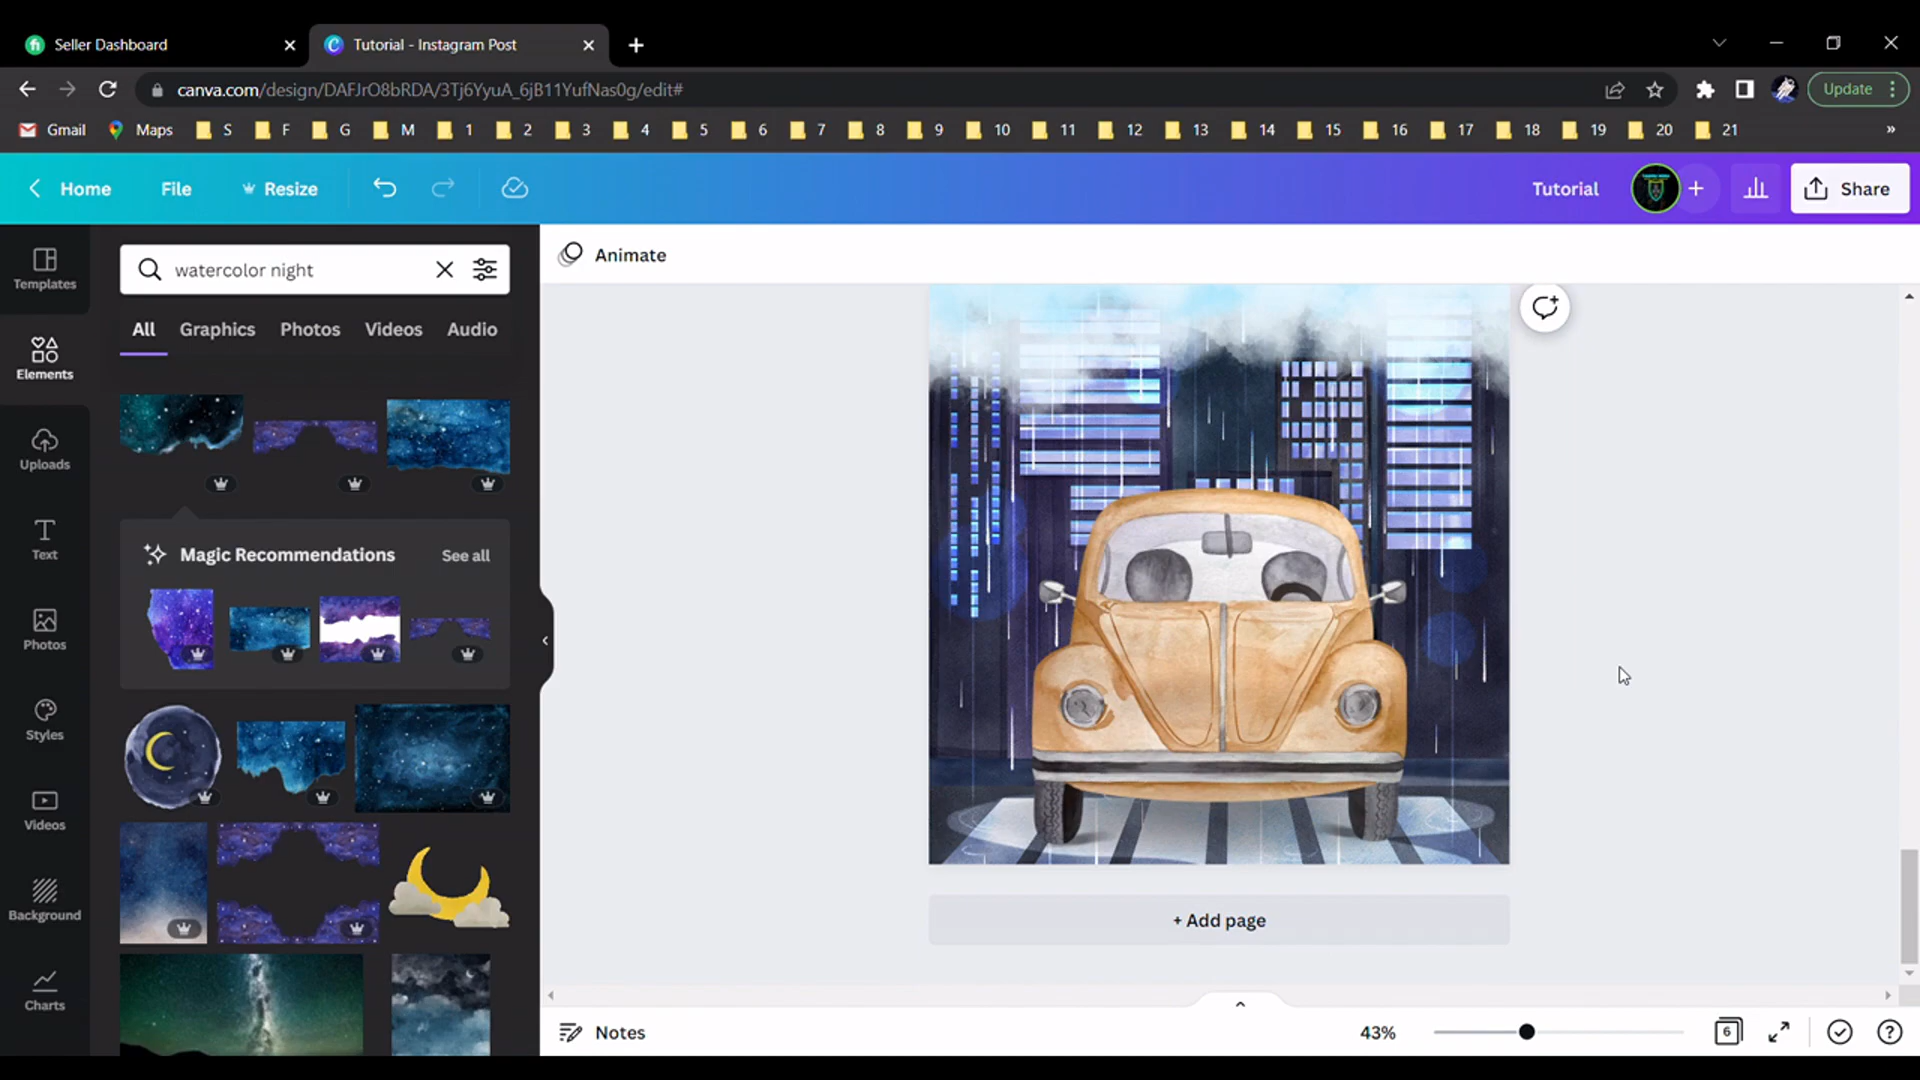 Seller Dashboard
Tutorial - Instagram Post
canva.com/design/DAFJrO8bRDA/3Tj6YyuA_6jB11YufNas0g/edit#
Update
Gmail Maps S F G M 1 2 3 4 5 6 7 8 9 10 11 12 13 14 15 16 17 18 19 20 21 »
Home File Resize
Tutorial
Share
Templates
Elements
Uploads
Text
Photos
Styles
Videos
Background
Charts
watercolor night
All Graphics Photos Videos Audio
Magic Recommendations See all
Animate
+ Add page
Notes
43%
6